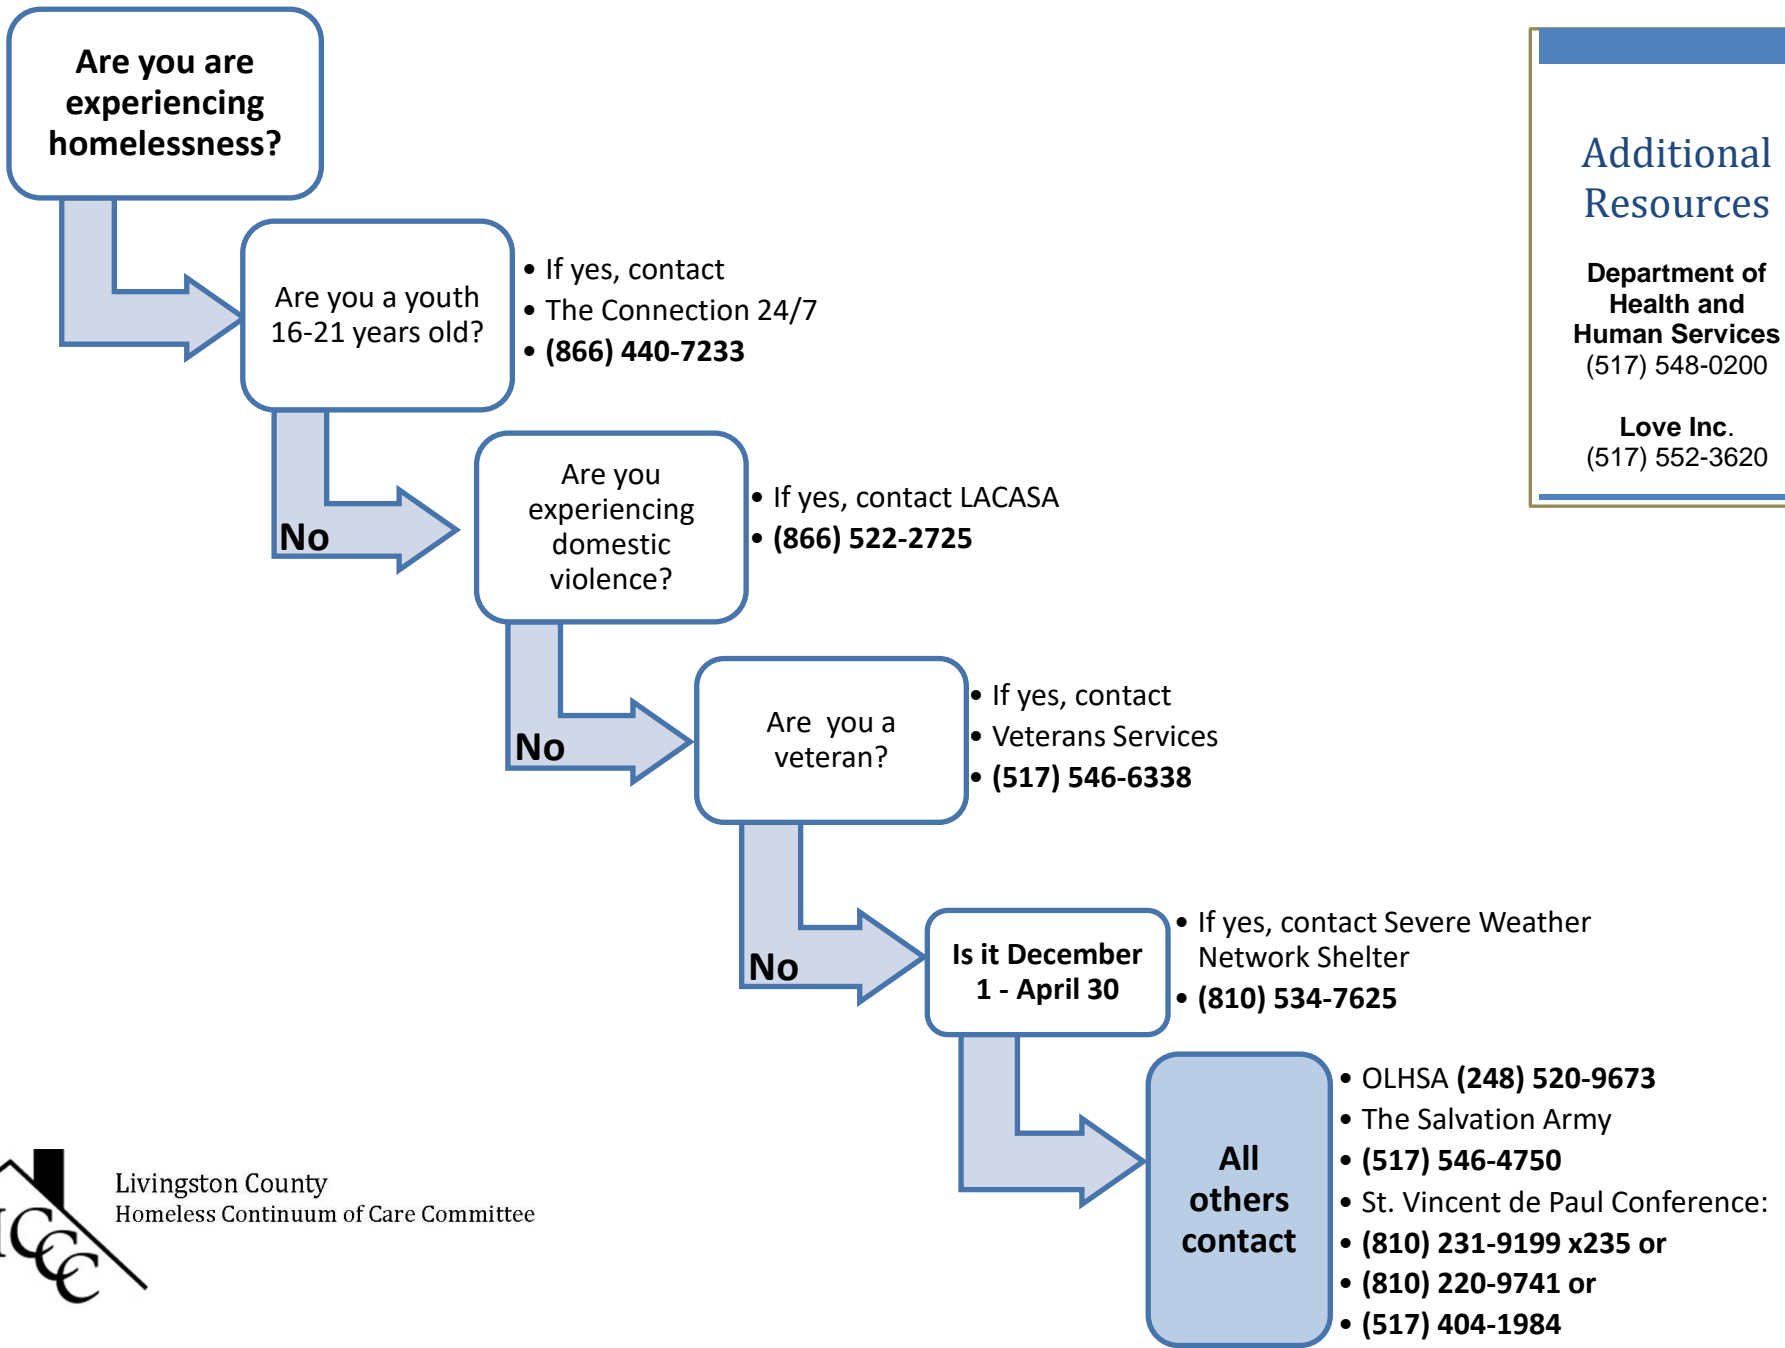 Are you are
experiencing
homelessness?
Are you a youth
16-21 years old?
• If yes, contact
• The Connection 24/7
• (866) 440-7233
No
Are you
experiencing
domestic
violence?
• If yes, contact LACASA
• (866) 522-2725
No
Are you a
veteran?
• If yes, contact
• Veterans Services
• (517) 546-6338
No
Is it December
1 - April 30
• If yes, contact Severe Weather
Network Shelter
• (810) 534-7625
All
others
contact
• OLHSA (248) 520-9673
• The Salvation Army
• (517) 546-4750
• St. Vincent de Paul Conference:
• (810) 231-9199 x235 or
• (810) 220-9741 or
• (517) 404-1984
Additional
Resources
Department of
Health and
Human Services
(517) 548-0200
Love Inc.
(517) 552-3620
CCC
Livingston County
Homeless Continuum of Care Committee